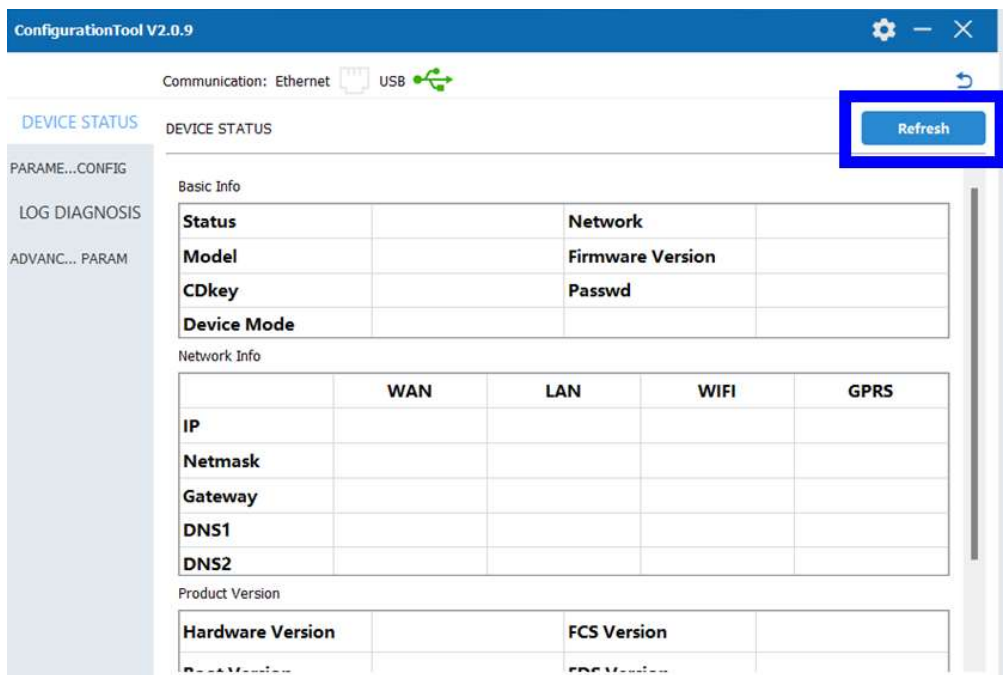 ConfigurationTool V2.0.9
Communication: Ethernet USB
DEVICE STATUS
PARAME...CONFIG
LOG DIAGNOSIS
ADVANC... PARAM
DEVICE STATUS
Refresh
Basic Info
Status Network
Model Firmware Version
CDkey Passwd
Device Mode
Network Info
WAN LAN WIFI GPRS
IP
Netmask
Gateway
DNS1
DNS2
Product Version
Hardware Version FCS Version